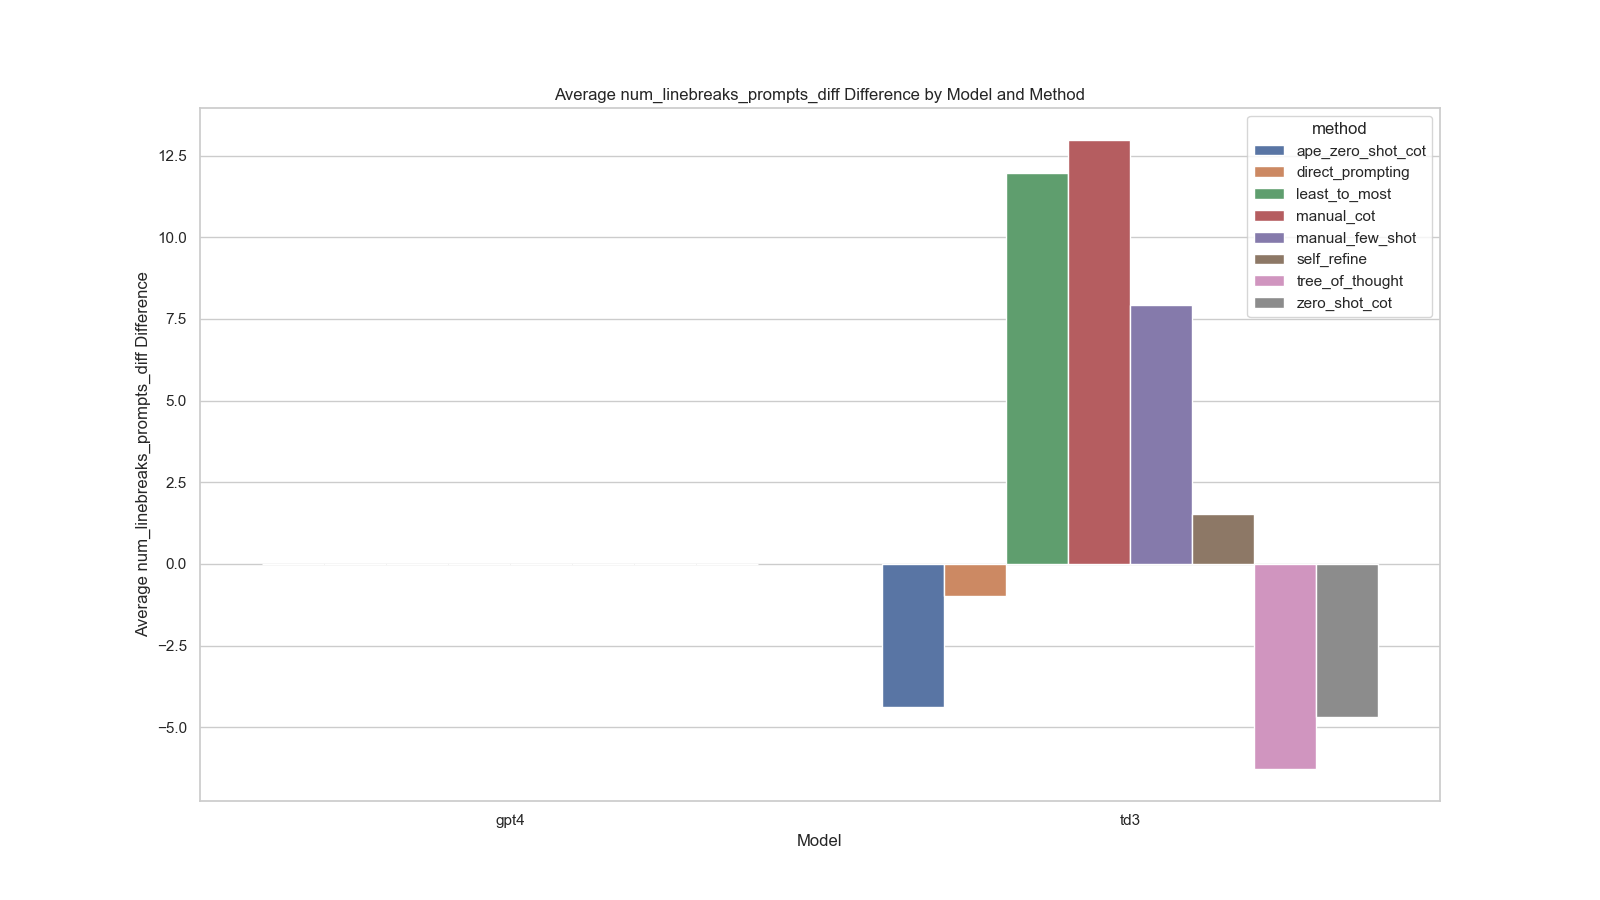 Average num_linebreaks_prompts_diff Difference by Model and Method
Average num_linebreaks_prompts_diff Difference
12.5
10.0
7.5
5.0
2.5
0.0
−2.5
−5.0
method
ape_zero_shot_cot
direct_prompting
least_to_most
manual_cot
manual_few_shot
self_refine
tree_of_thought
zero_shot_cot
gpt4
td3
Model